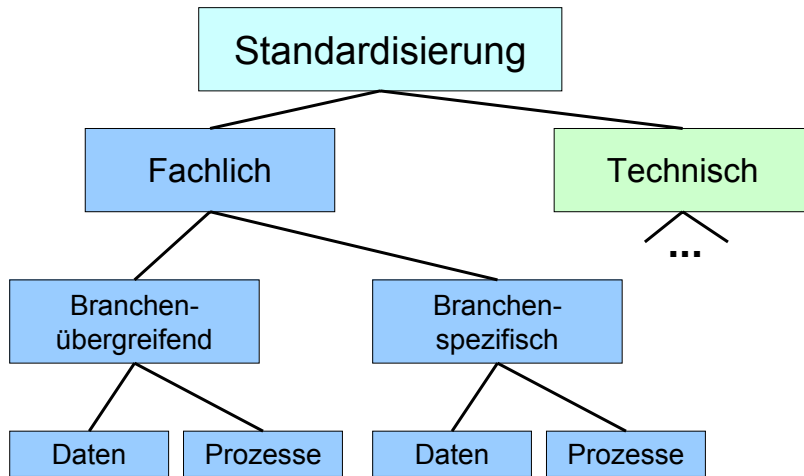 Standardisierung
Fachlich
Technisch
...
Branchen-
übergreifend
Branchen-
spezifisch
Daten
Prozesse
Daten
Prozesse